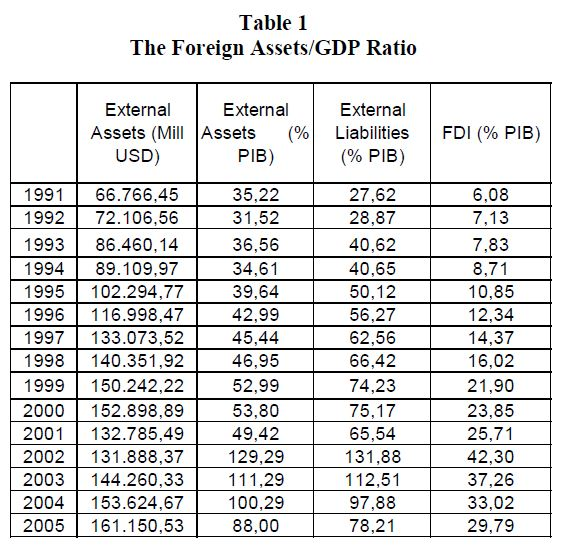 Table 1
The Foreign Assets/GDP Ratio
External Assets (Mill USD) External Assets (% PIB) External Liabilities (% PIB) FDI (% PIB)
1991 66.766,45 35,22 27,62 6,08
1992 72.106,56 31,52 28,87 7,13
1993 86.460,14 36,56 40,62 7,83
1994 89.109,97 34,61 40,65 8,71
1995 102.294,77 39,64 50,12 10,85
1996 116.998,47 42,99 56,27 12,34
1997 133.073,52 45,44 62,56 14,37
1998 140.351,92 46,95 66,42 16,02
1999 150.242,22 52,99 74,23 21,90
2000 152.898,89 53,80 75,17 23,85
2001 132.785,49 49,42 65,54 25,71
2002 131.888,37 129,29 131,88 42,30
2003 144.260,33 111,29 112,51 37,26
2004 153.624,67 100,29 97,88 33,02
2005 161.150,53 88,00 78,21 29,79